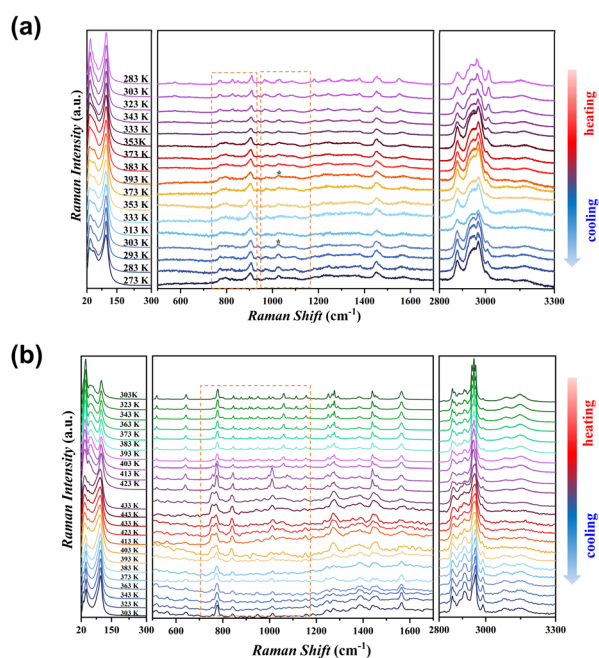 (a)
Raman Intensity (a.u.)
283 K
303 K
323 K
343 K
333 K
353K
373 K
383 K
393 K
373 K
353 K
333 K
313 K
303 K
293 K
283 K
273 K
*
*
heating
cooling
20 150 300 600 800 1000 1200 1400 1600 2800 3000 3300
Raman Shift (cm-1)
(b)
Raman Intensity (a.u.)
303K
323 K
343 K
363 K
373 K
383 K
393 K
403 K
413 K
423 K
433 K
443 K
433 K
423 K
413 K
403 K
393 K
383 K
373 K
363 K
343 K
323 K
303 K
heating
cooling
20 150 300 600 800 1000 1200 1400 1600 2800 3000 3300
Raman Shift (cm-1)